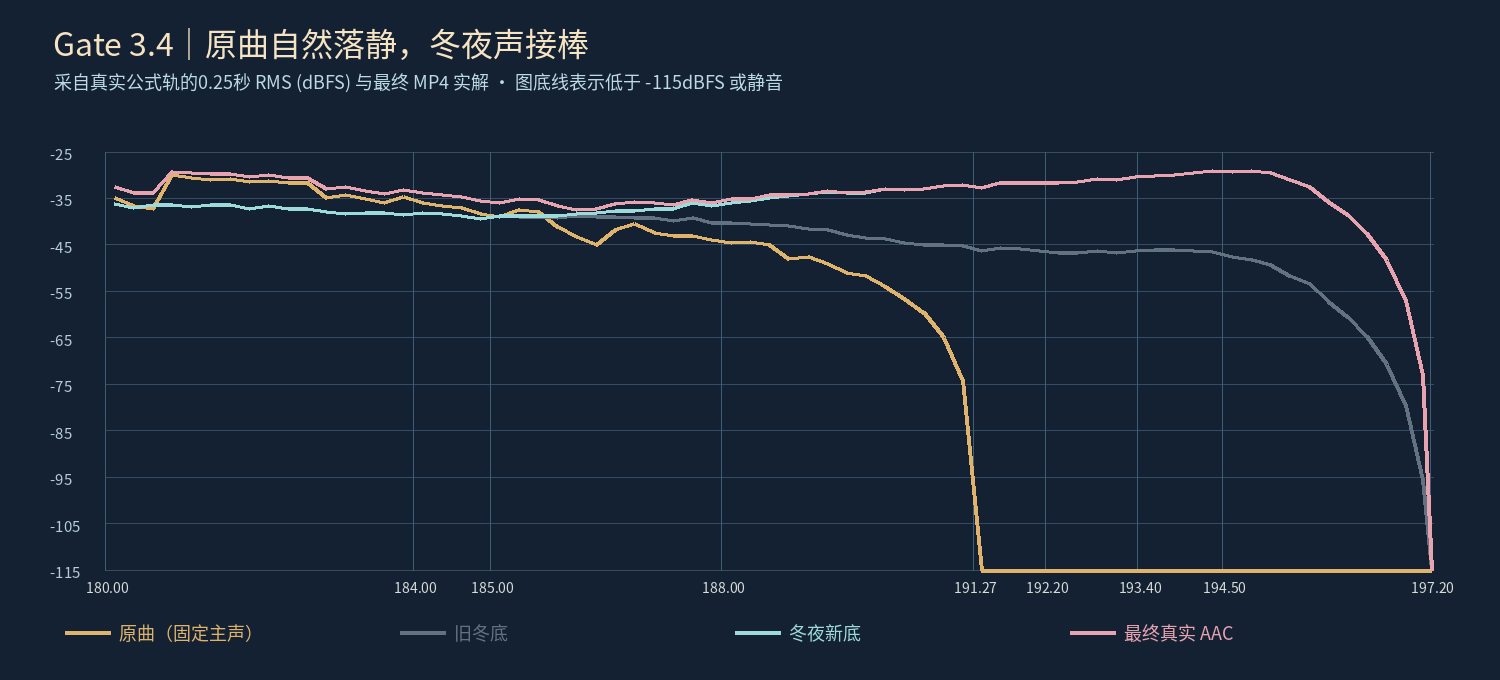 Gate 3.4｜原曲自然落静，冬夜声接棒
采自真实公式轨的0.25秒 RMS (dBFS) 与最终 MP4 实解 · 图底线表示低于 -115dBFS 或静音
-25
-35
-45
-55
-65
-75
-85
-95
-105
-115
180.00 184.00 185.00 188.00 191.27 192.20 193.40 194.50 197.20
原曲（固定主声） 旧冬底 冬夜新底 最终真实 AAC